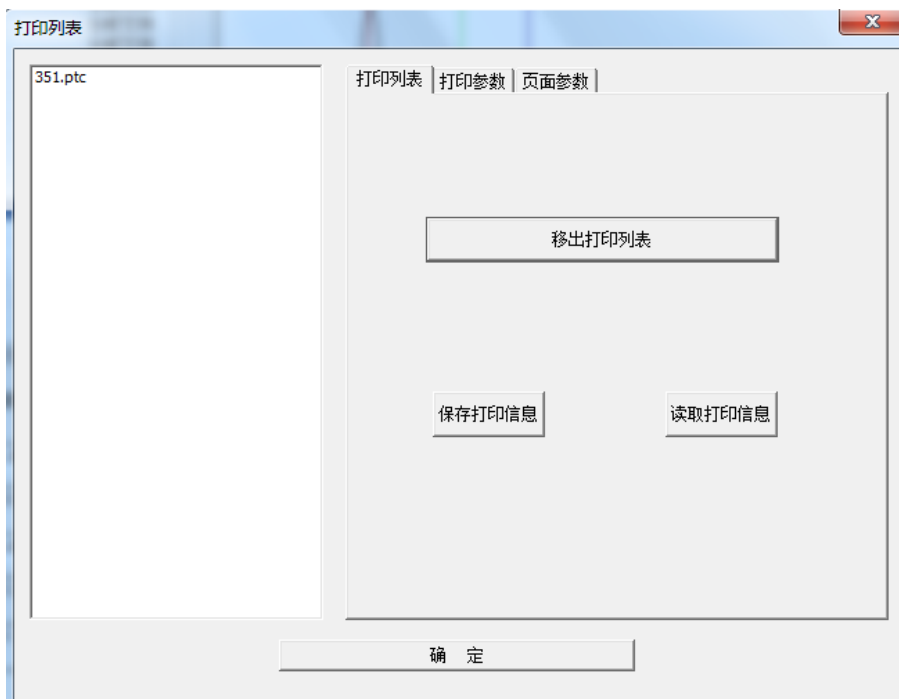 打印列表
351.ptc
打印列表 打印参数 页面参数
移出打印列表
保存打印信息 读取打印信息
确 定